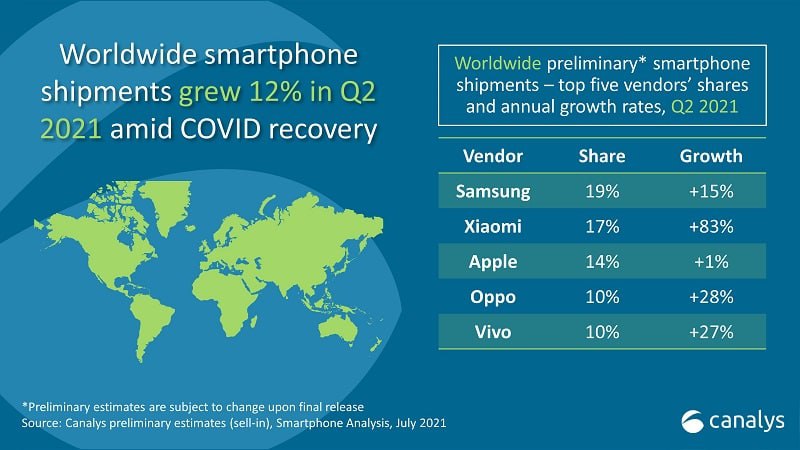 Worldwide smartphone
shipments grew 12% in Q2
2021 amid COVID recovery
Worldwide preliminary* smartphone
shipments – top five vendors’ shares
and annual growth rates, Q2 2021
Vendor Share Growth
Samsung 19% +15%
Xiaomi 17% +83%
Apple 14% +1%
Oppo 10% +28%
Vivo 10% +27%
*Preliminary estimates are subject to change upon final release
Source: Canalys preliminary estimates (sell-in), Smartphone Analysis, July 2021
canalys